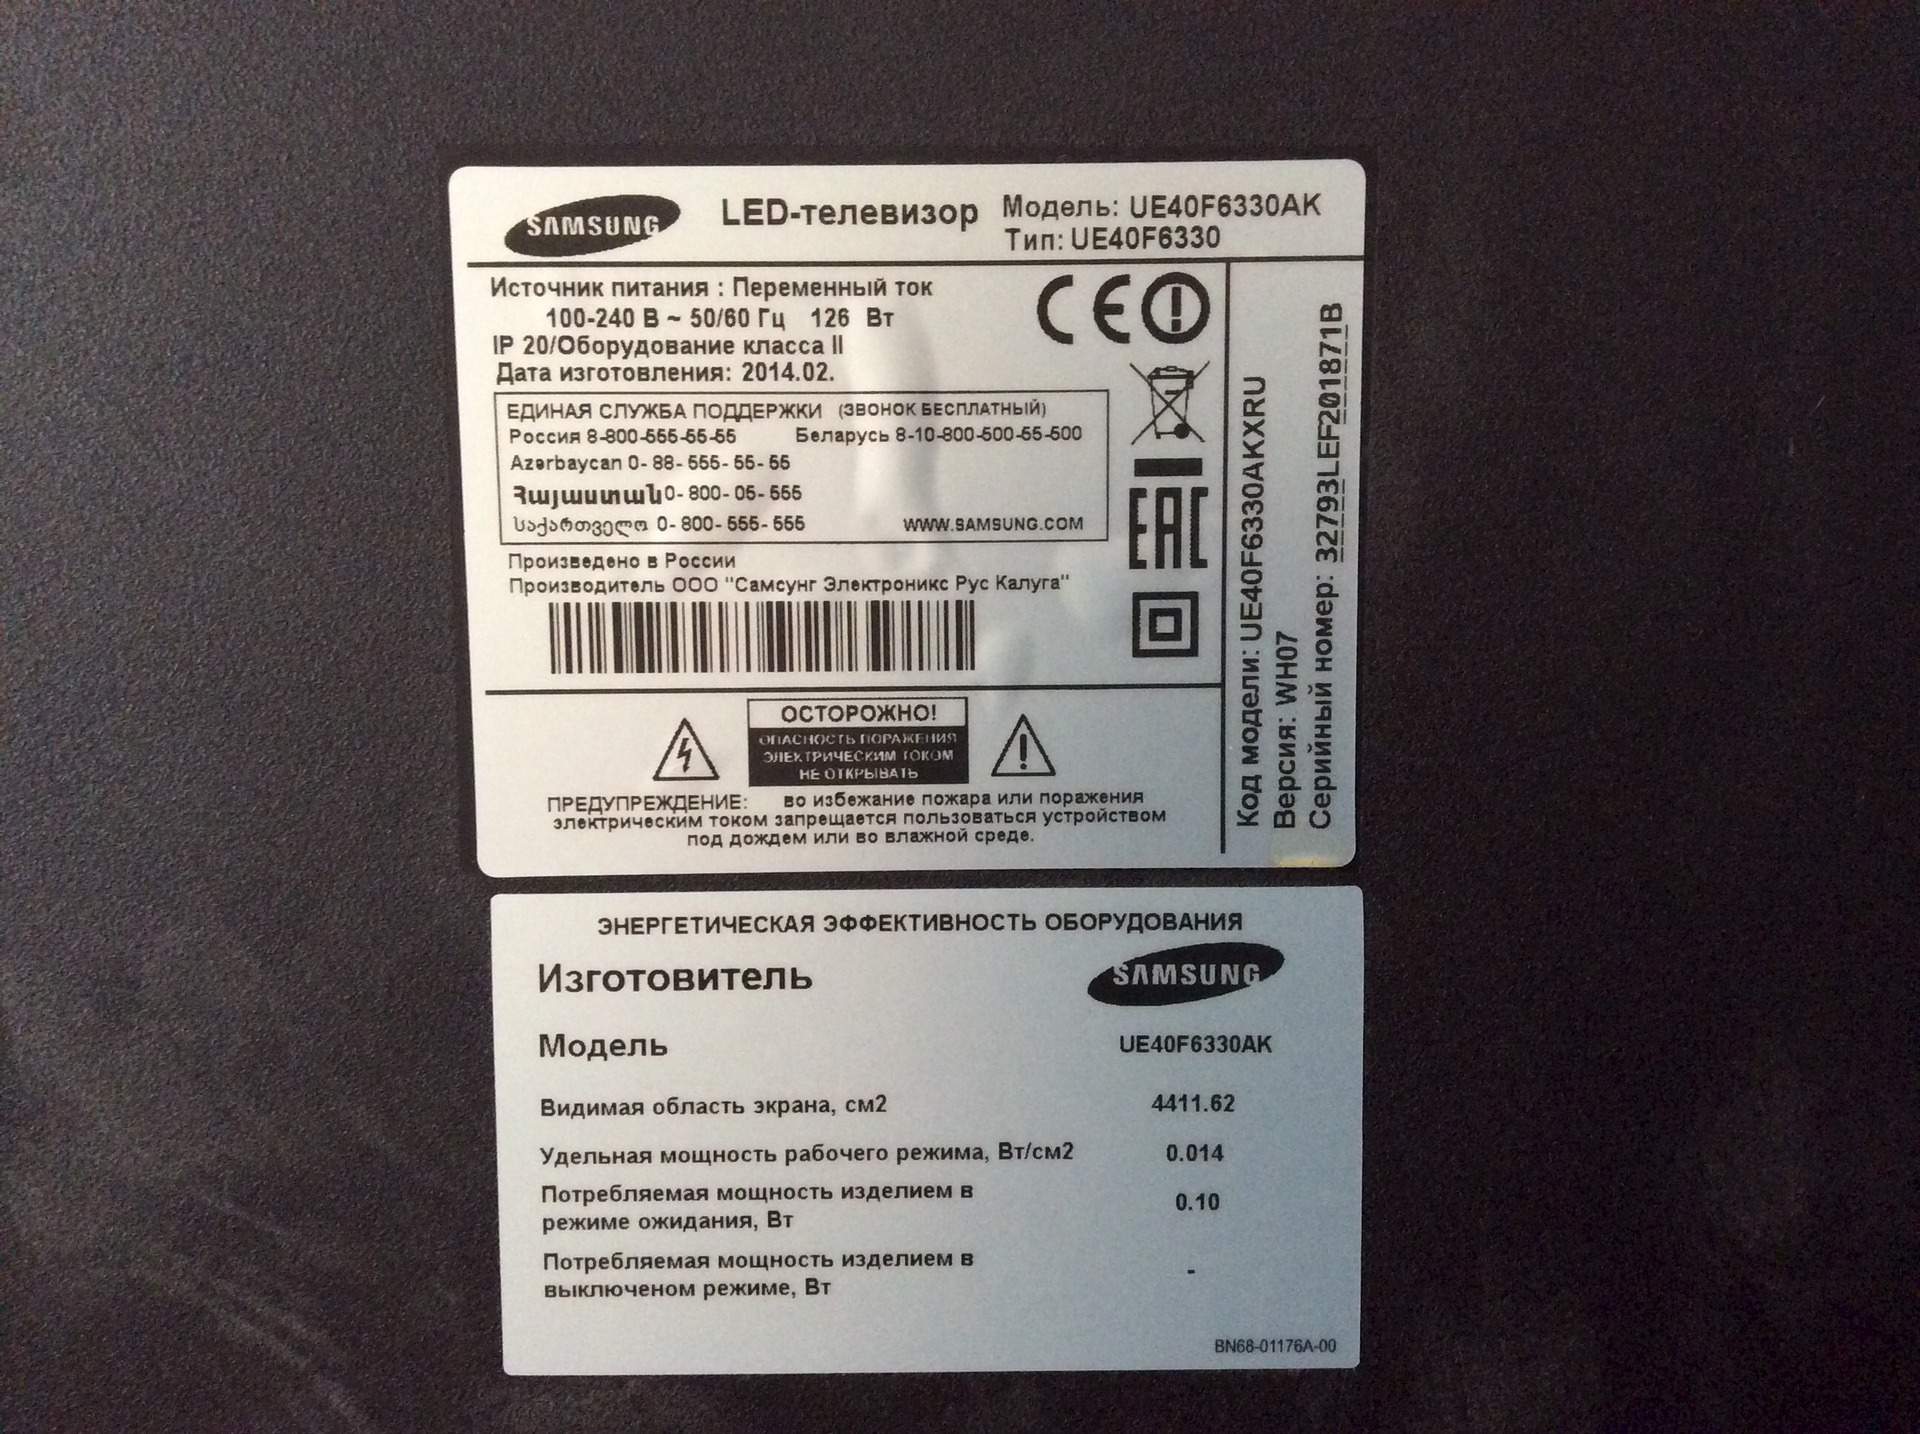 SAMSUNG LED-телевизор Модель: UE40F6330AK
Тип: UE40F6330
Источник питания : Переменный ток
100-240 В ~ 50/60 Гц 126 Вт
IP 20/Оборудование класса II
Дата изготовления: 2014.02.
ЕДИНАЯ СЛУЖБА ПОДДЕРЖКИ (ЗВОНОК БЕСПЛАТНЫЙ)
Россия 8-800-555-55-55 Беларусь 8-10-800-500-55-500
Azərbaycan 0- 88- 555- 55- 55
Հայաստան 0- 800- 05- 555
საქართველო 0- 800- 555- 555 WWW.SAMSUNG.COM
Произведено в России
Производитель ООО "Самсунг Электроникс Рус Калуга"
CE
EAC
ОСТОРОЖНО!
ОПАСНОСТЬ ПОРАЖЕНИЯ
ЭЛЕКТРИЧЕСКИМ ТОКОМ
НЕ ОТКРЫВАТЬ
ПРЕДУПРЕЖДЕНИЕ: во избежание пожара или поражения
электрическим током запрещается пользоваться устройством
под дождем или во влажной среде.
Код модели: UE40F6330AKXRU
Версия: WH07
Серийный номер: 32793LEF201871B
ЭНЕРГЕТИЧЕСКАЯ ЭФФЕКТИВНОСТЬ ОБОРУДОВАНИЯ
Изготовитель SAMSUNG
Модель UE40F6330AK
Видимая область экрана, см2 4411.62
Удельная мощность рабочего режима, Вт/см2 0.014
Потребляемая мощность изделием в
режиме ожидания, Вт 0.10
Потребляемая мощность изделием в
выключеном режиме, Вт -
BN68-01176A-00